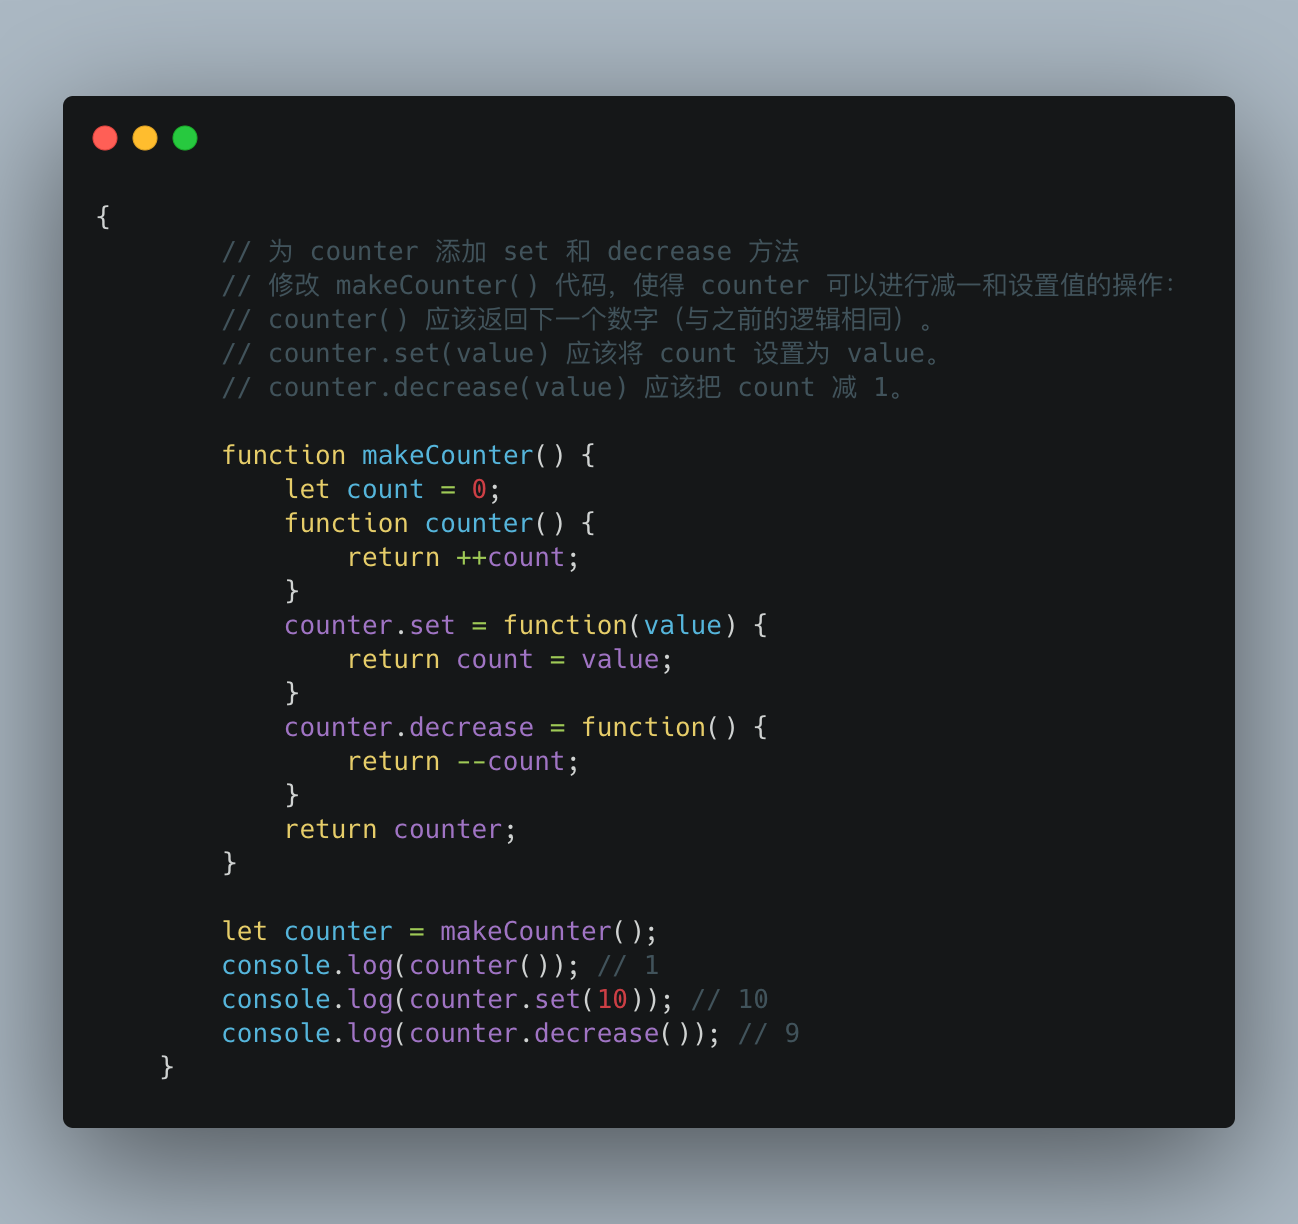 {
        // 为 counter 添加 set 和 decrease 方法
        // 修改 makeCounter() 代码，使得 counter 可以进行减一和设置值的操作：
        // counter() 应该返回下一个数字（与之前的逻辑相同）。
        // counter.set(value) 应该将 count 设置为 value。
        // counter.decrease(value) 应该把 count 减 1。

        function makeCounter() {
            let count = 0;
            function counter() {
                return ++count;
            }
            counter.set = function(value) {
                return count = value;
            }
            counter.decrease = function() {
                return --count;
            }
            return counter;
        }

        let counter = makeCounter();
        console.log(counter()); // 1
        console.log(counter.set(10)); // 10
        console.log(counter.decrease()); // 9
    }